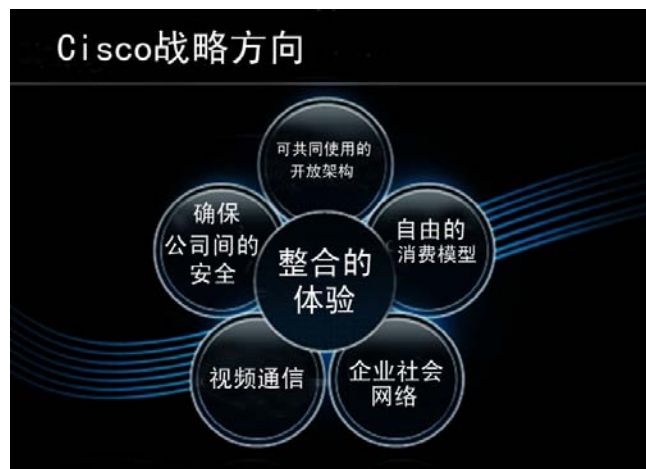 Cisco战略方向
可共同使用的
开放架构
确保
公司间的
安全
自由的
消费模型
整合的
体验
视频通信
企业社会
网络